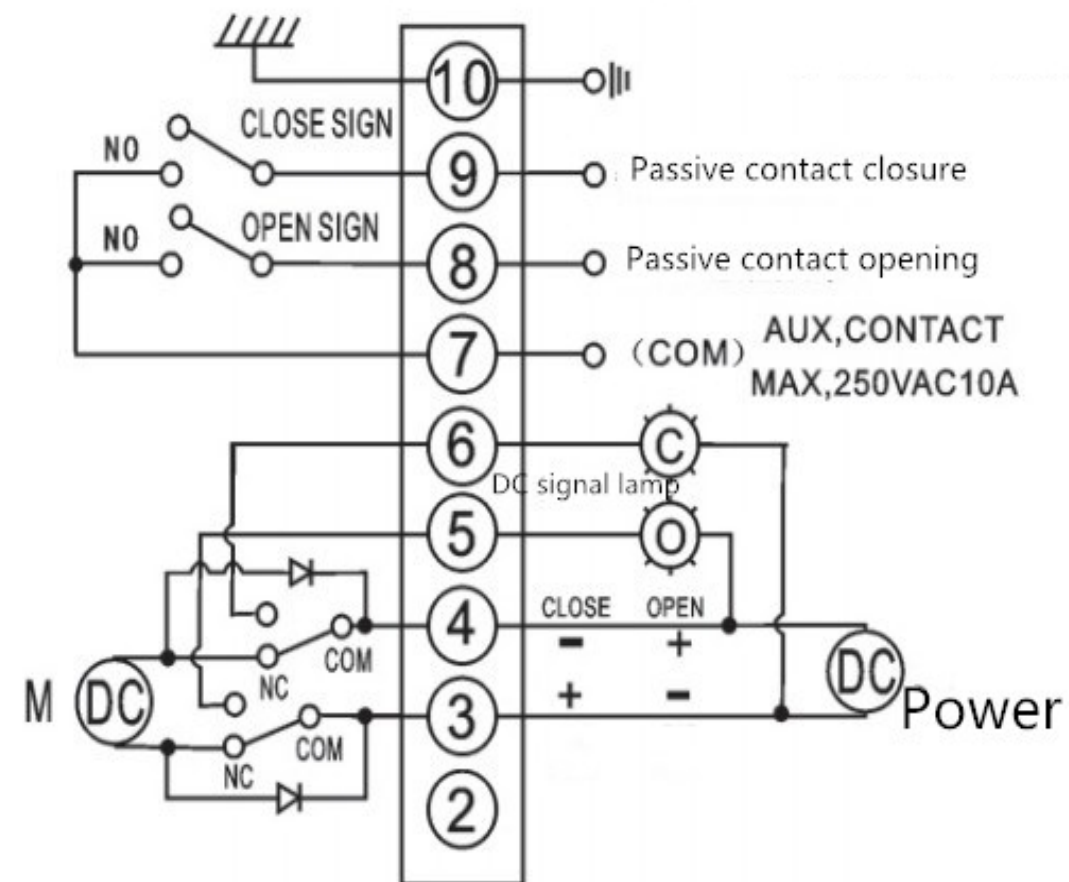 10
CLOSE SIGN
NO
9
Passive contact closure
OPEN SIGN
NO
8
Passive contact opening
7
(COM)
AUX,CONTACT
MAX,250VAC10A
6
C
DC signal lamp
5
O
CLOSE
OPEN
4
-
+
COM
NC
M
DC
DC
Power
+
-
3
COM
NC
2